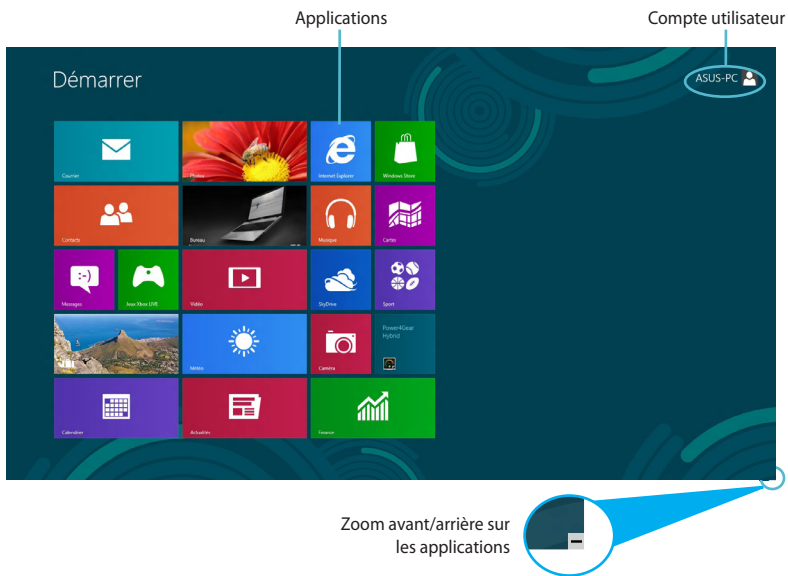 Applications
Compte utilisateur
Démarrer
ASUS-PC
Courrier
Photos
Internet Explorer
Windows Store
Contacts
Bureau
Musique
Cartes
Messages
Jeux Xbox LIVE
Vidéo
SkyDrive
Sport
Météo
Caméra
Power4Gear
Hybrid
Calendrier
Actualités
Finance
Zoom avant/arrière sur
les applications